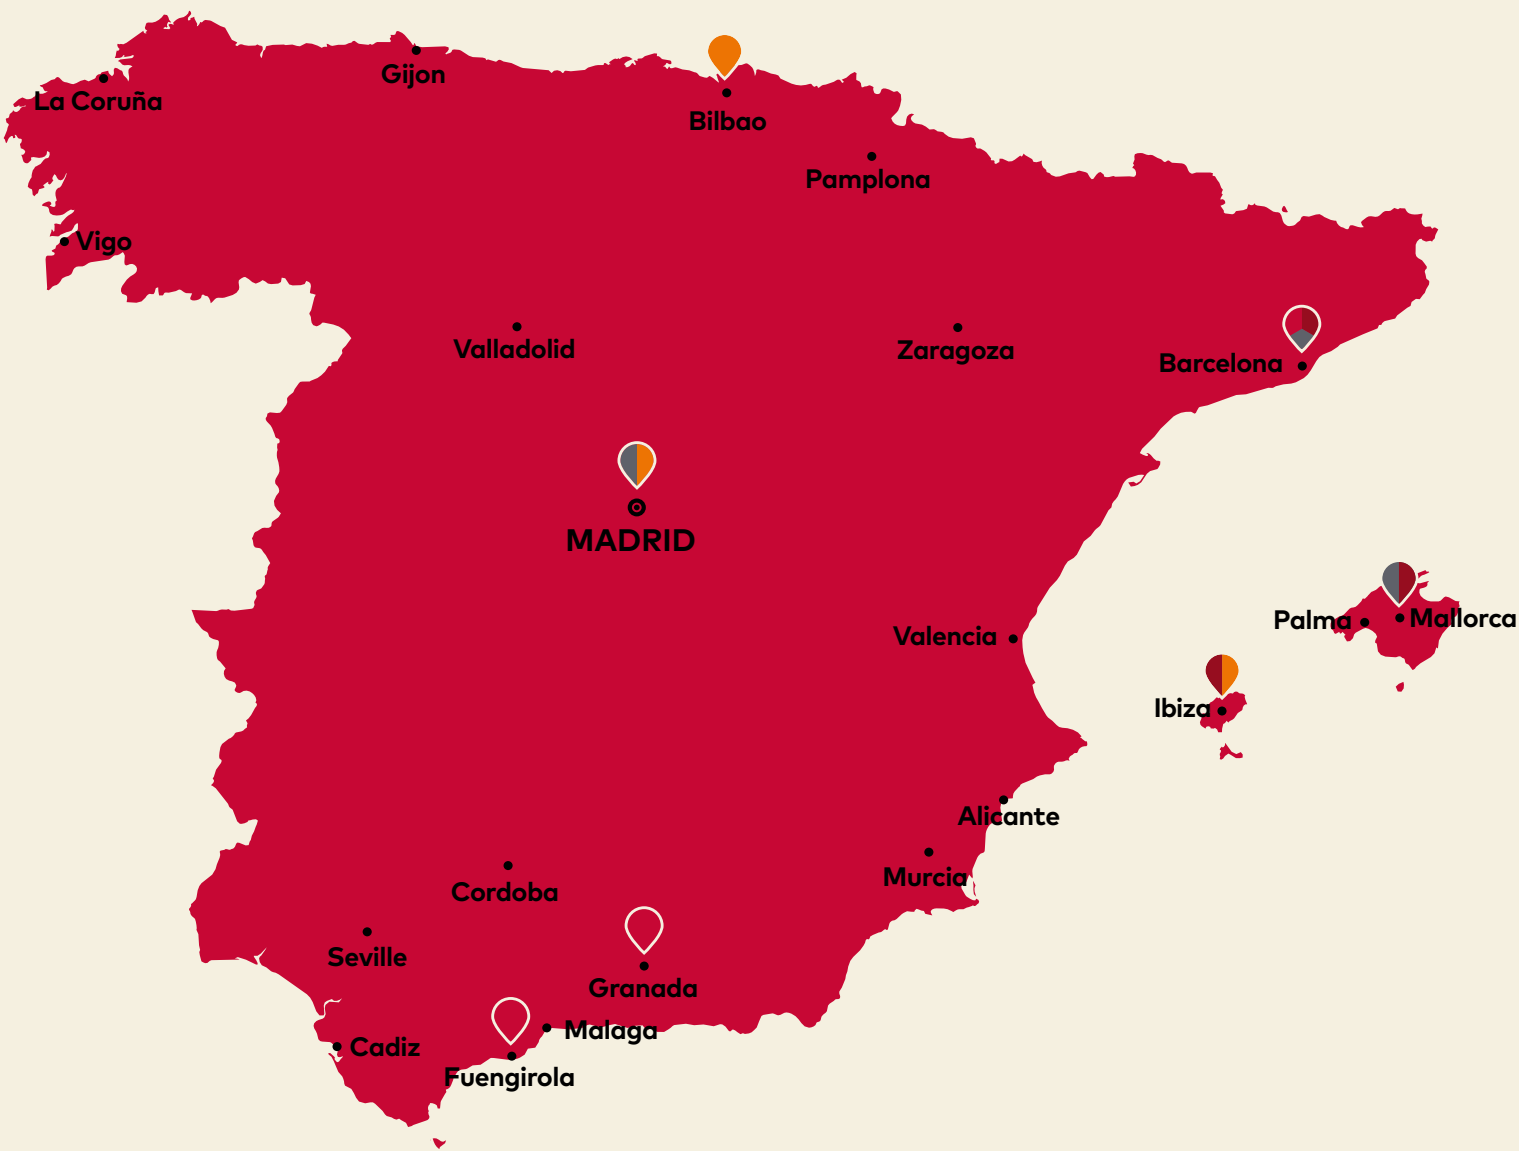 Gijon
La Coruña
Bilbao
Pamplona
Vigo
Valladolid
Zaragoza
Barcelona
MADRID
Palma
Mallorca
Valencia
Ibiza
Alicante
Murcia
Cordoba
Seville
Granada
Malaga
Cadiz
Fuengirola